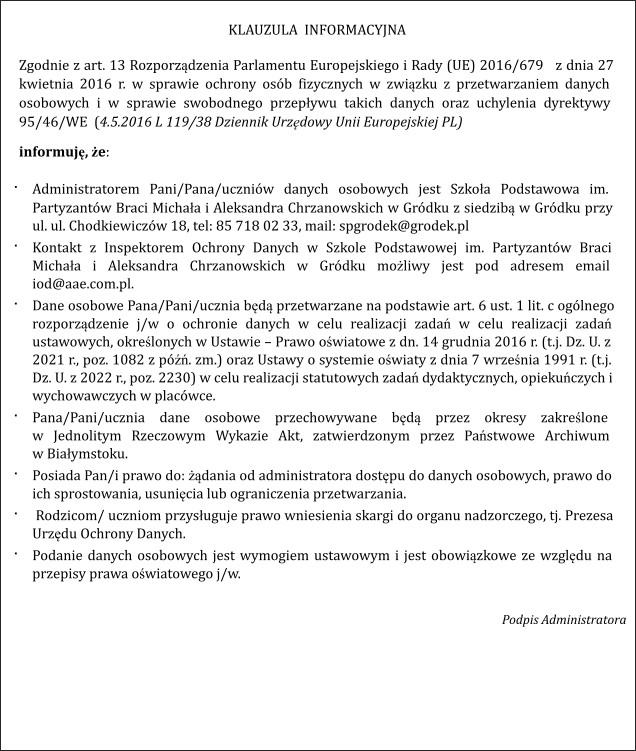 KLAUZULA INFORMACYJNA
Zgodnie z art. 13 Rozporządzenia Parlamentu Europejskiego i Rady (UE) 2016/679 z dnia 27
kwietnia 2016 r. w sprawie ochrony osób fizycznych w związku z przetwarzaniem danych
osobowych i w sprawie swobodnego przepływu takich danych oraz uchylenia dyrektywy
95/46/WE (4.5.2016 L 119/38 Dziennik Urzędowy Unii Europejskiej PL)
informuję, że:
· Administratorem Pani/Pana/uczniów danych osobowych jest Szkoła Podstawowa im.
Partyzantów Braci Michała i Aleksandra Chrzanowskich w Gródku z siedzibą w Gródku przy
ul. ul. Chodkiewiczów 18, tel: 85 718 02 33, mail: spgrodek@grodek.pl
· Kontakt z Inspektorem Ochrony Danych w Szkole Podstawowej im. Partyzantów Braci
Michała i Aleksandra Chrzanowskich w Gródku możliwy jest pod adresem email
iod@aae.com.pl.
· Dane osobowe Pana/Pani/ucznia będą przetwarzane na podstawie art. 6 ust. 1 lit. c ogólnego
rozporządzenie j/w o ochronie danych w celu realizacji zadań w celu realizacji zadań
ustawowych, określonych w Ustawie – Prawo oświatowe z dn. 14 grudnia 2016 r. (t.j. Dz. U. z
2021 r., poz. 1082 z późń. zm.) oraz Ustawy o systemie oświaty z dnia 7 września 1991 r. (t.j.
Dz. U. z 2022 r., poz. 2230) w celu realizacji statutowych zadań dydaktycznych, opiekuńczych i
wychowawczych w placówce.
· Pana/Pani/ucznia dane osobowe przechowywane będą przez okresy zakreślone
w Jednolitym Rzeczowym Wykazie Akt, zatwierdzonym przez Państwowe Archiwum
w Białymstoku.
· Posiada Pan/i prawo do: żądania od administratora dostępu do danych osobowych, prawo do
ich sprostowania, usunięcia lub ograniczenia przetwarzania.
· Rodzicom/ uczniom przysługuje prawo wniesienia skargi do organu nadzorczego, tj. Prezesa
Urzędu Ochrony Danych.
· Podanie danych osobowych jest wymogiem ustawowym i jest obowiązkowe ze względu na
przepisy prawa oświatowego j/w.
Podpis Administratora